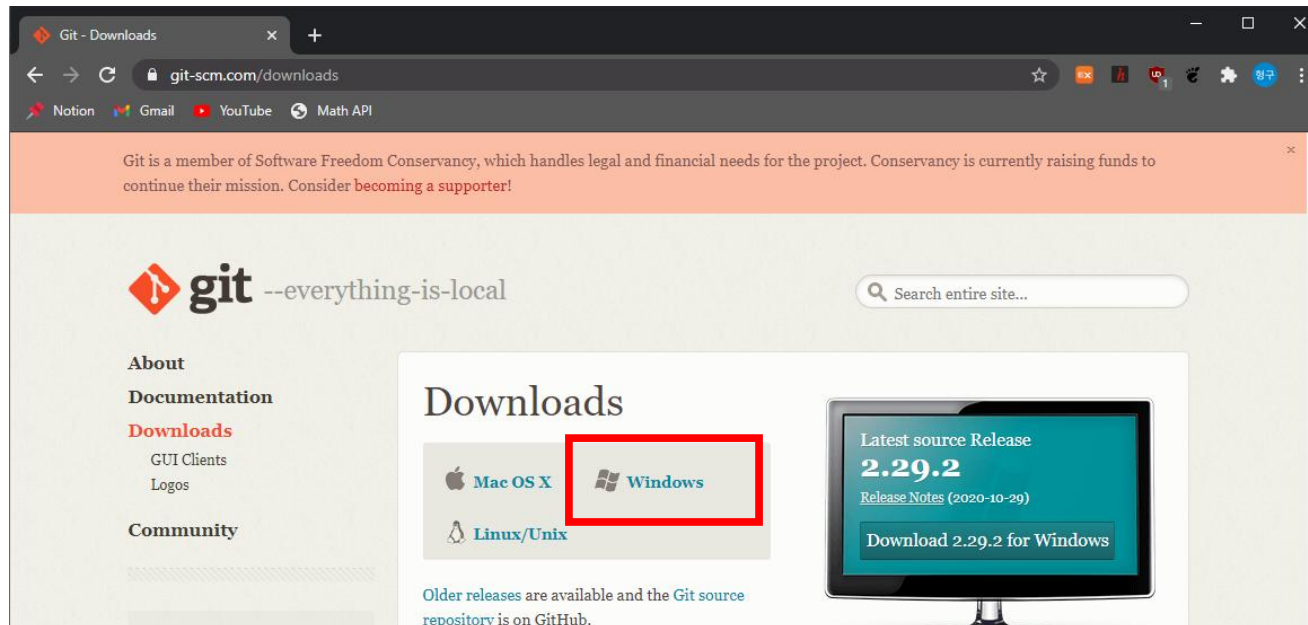 Git - Downloads
git-scm.com/downloads
EX
h
1
형구
Notion
Gmail
YouTube
Math API
Git is a member of Software Freedom Conservancy, which handles legal and financial needs for the project. Conservancy is currently raising funds to
continue their mission. Consider becoming a supporter!
git --everything-is-local
Search entire site...
About
Documentation
Downloads
GUI Clients
Logos
Community
Downloads
Mac OS X
Windows
Linux/Unix
Older releases are available and the Git source
repository is on GitHub.
Latest source Release
2.29.2
Release Notes (2020-10-29)
Download 2.29.2 for Windows